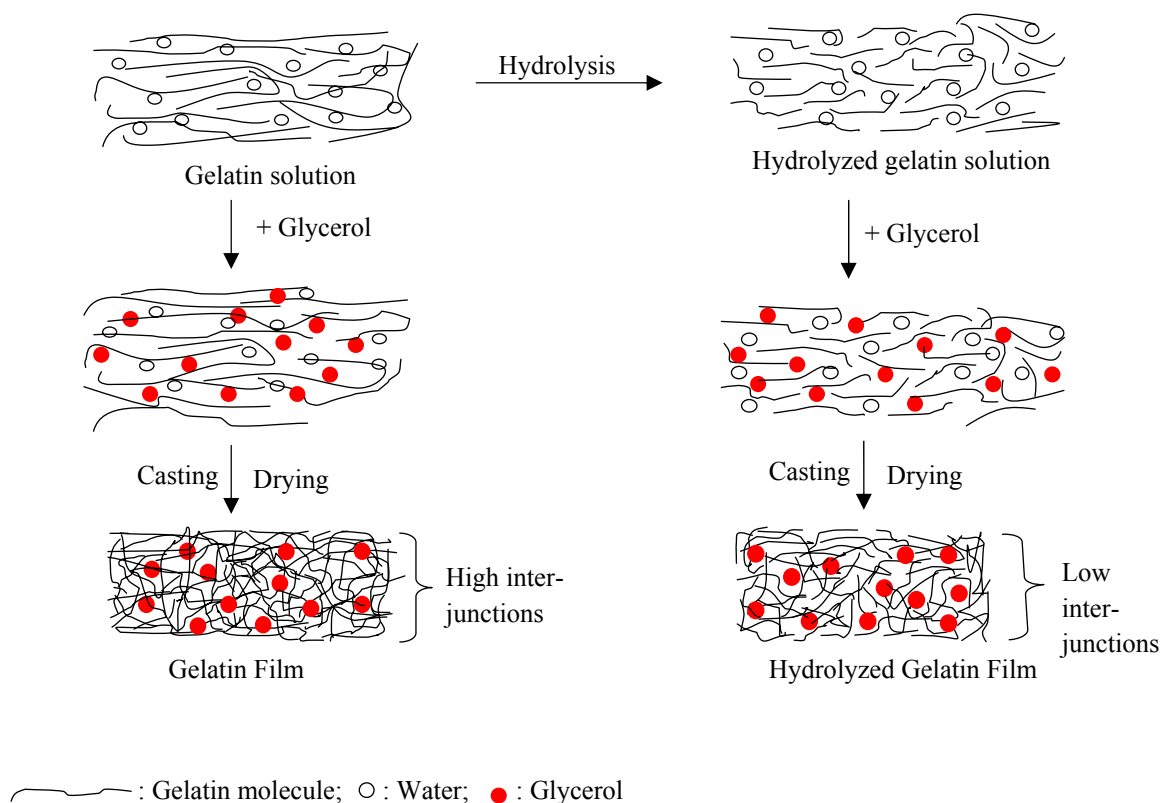 Hydrolysis
Gelatin solution
Hydrolyzed gelatin solution
+ Glycerol
+ Glycerol
Casting
Drying
Casting
Drying
High inter-
junctions
Low
inter-
junctions
Gelatin Film
Hydrolyzed Gelatin Film
: Gelatin molecule; : Water; : Glycerol